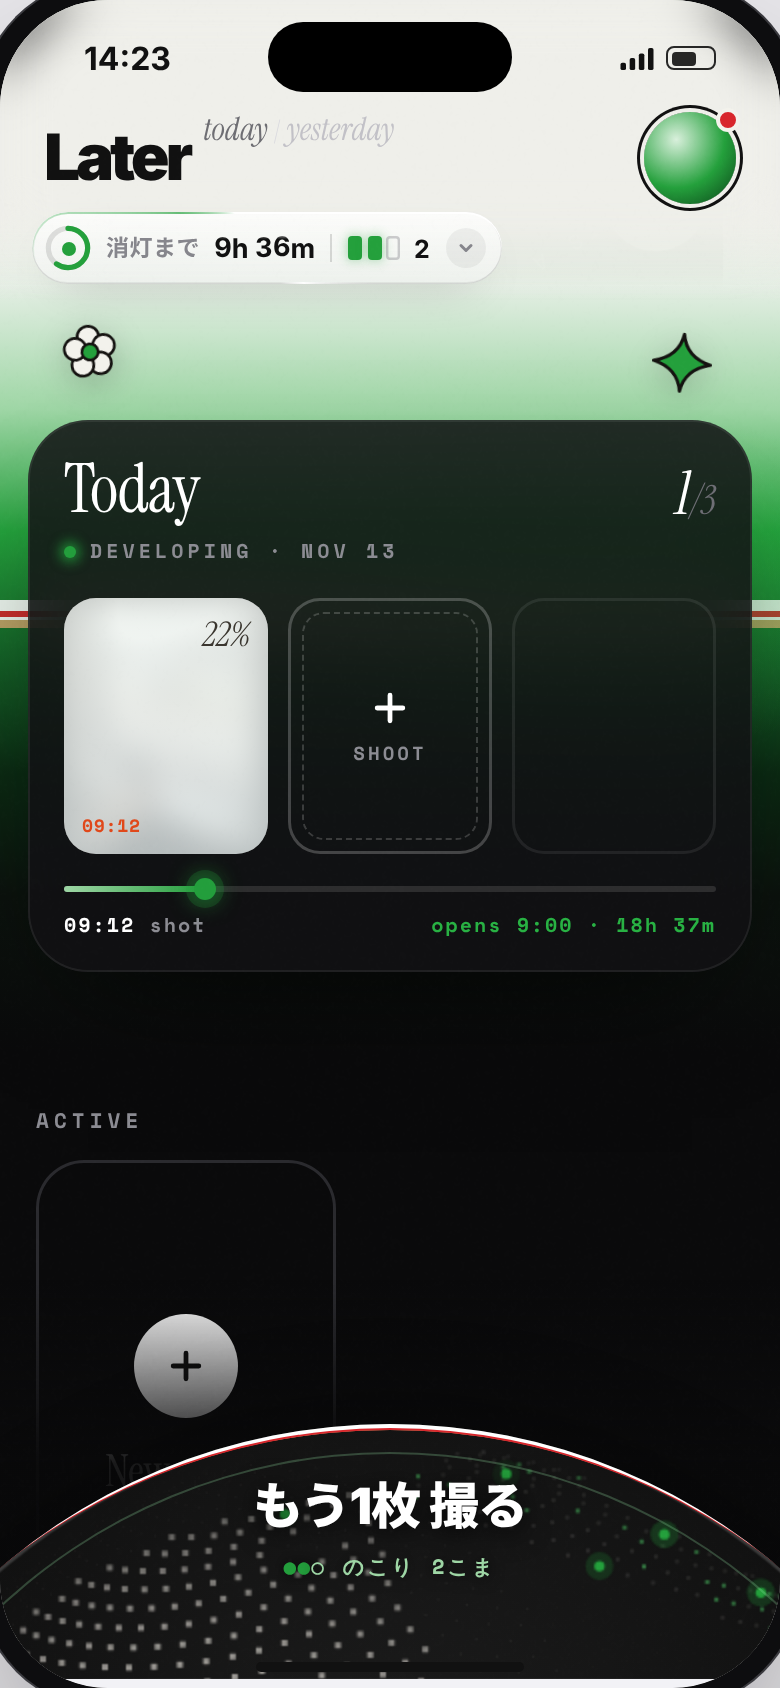 14:23
Later today / yesterday
消灯まで 9h 36m 2
Today 1/3
DEVELOPING · NOV 13
22%
SHOOT
09:12
09:12 shot opens 9:00 · 18h 37m
ACTIVE
New
もう1枚 撮る
のこり 2こま